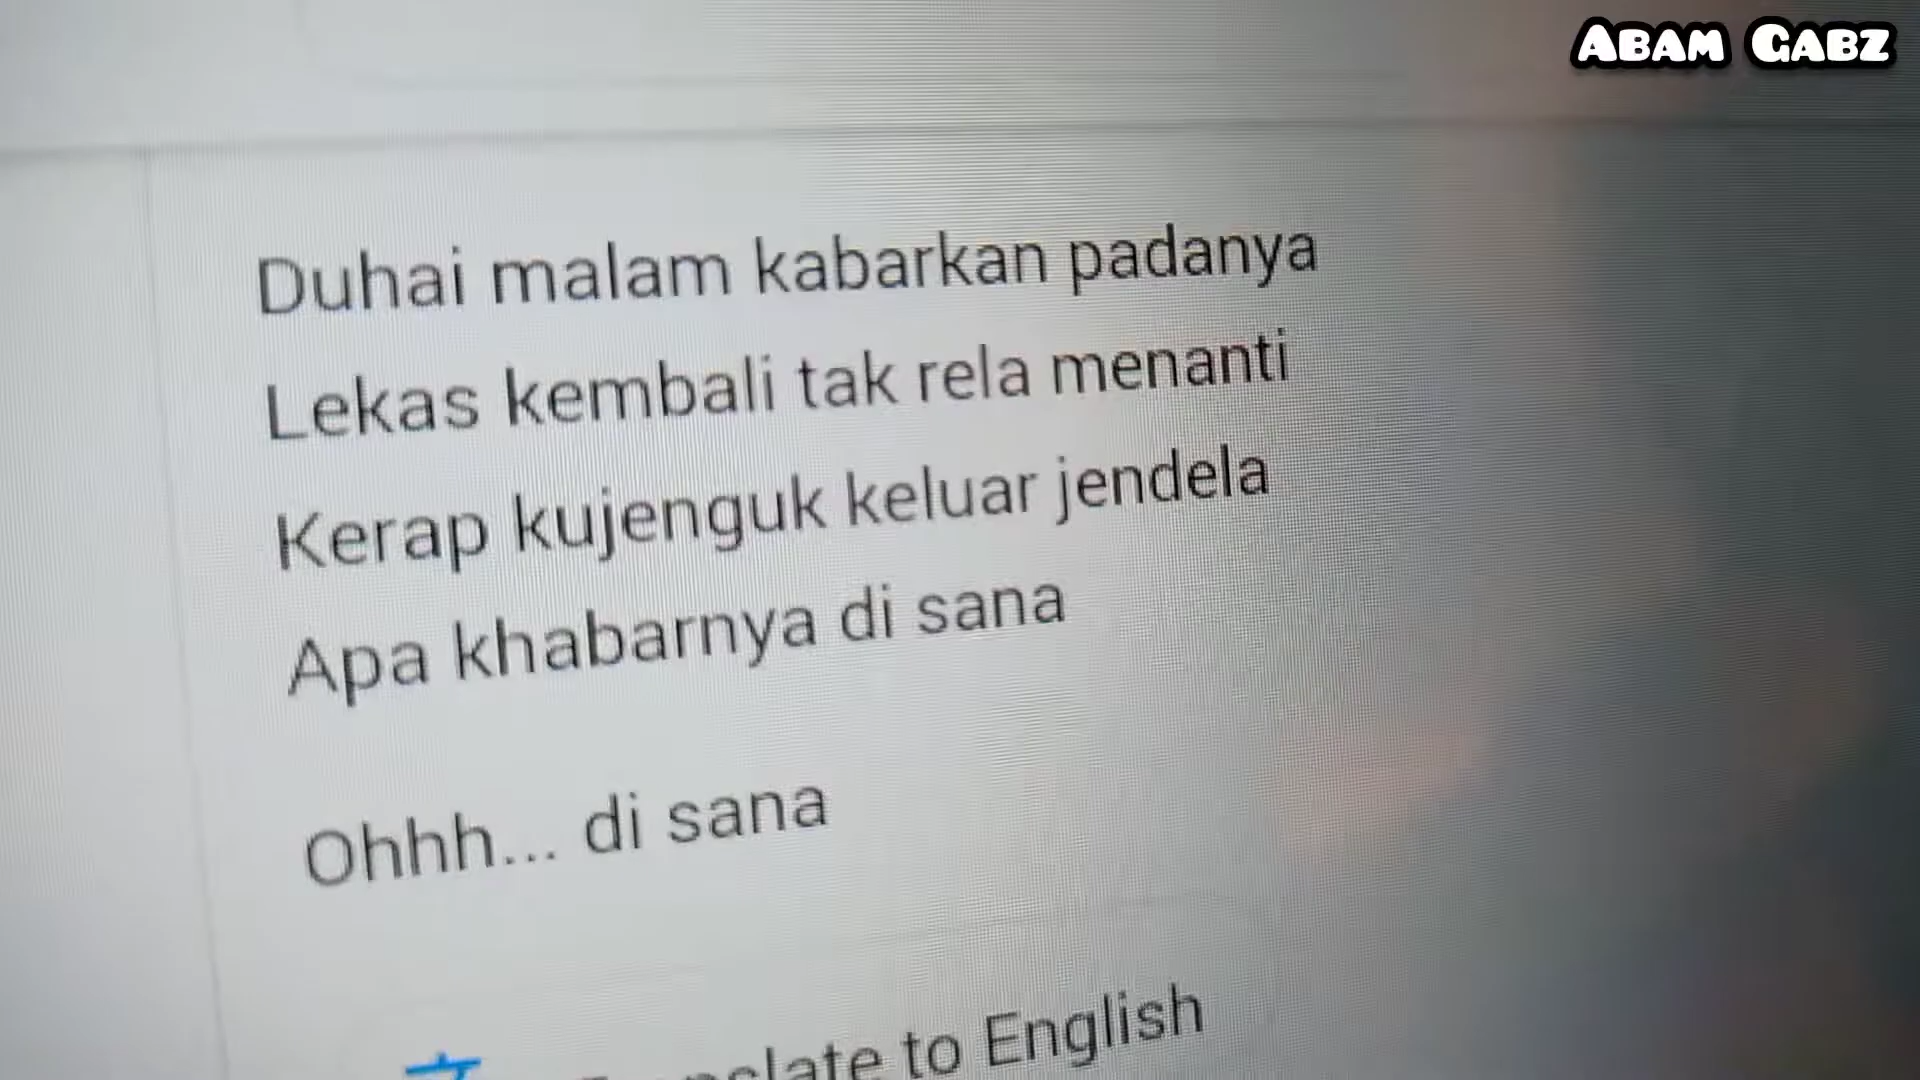 ABAM GABZ
Duhai malam kabarkan padanya
Lekas kembali tak rela menanti
Kerap kujenguk keluar jendela
Apa khabarnya di sana
Ohhh... di sana
Translate to English